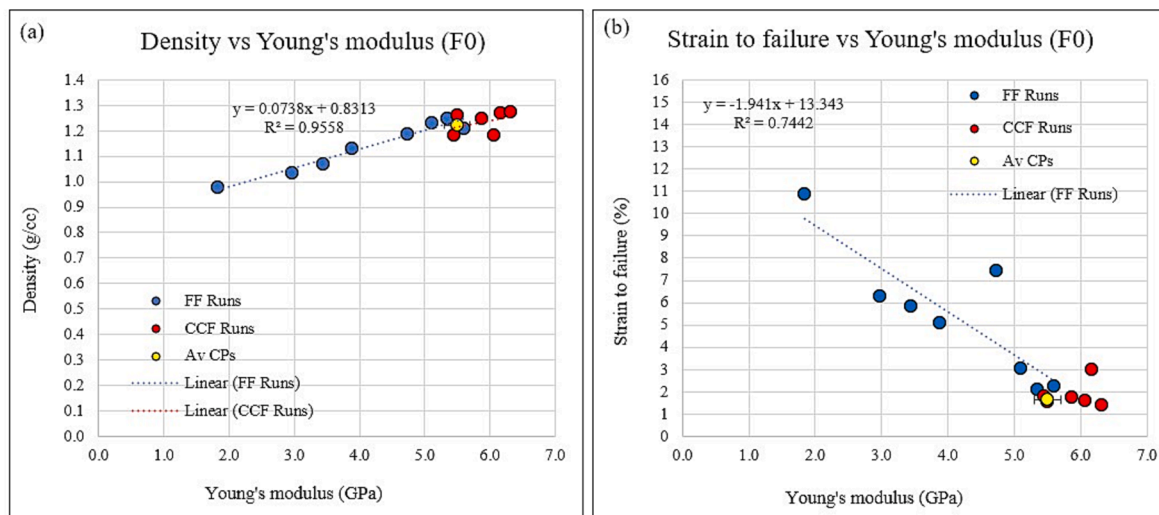 (a)
Density vs Young's modulus (F0)
y = 0.0738x + 0.8313
R² = 0.9558
Density (g/cc)
1.4
1.3
1.2
1.1
1.0
0.9
0.8
0.7
0.6
0.5
0.4
0.3
0.2
0.1
0.0
FF Runs
CCF Runs
Av CPs
Linear (FF Runs)
Linear (CCF Runs)
0.0 1.0 2.0 3.0 4.0 5.0 6.0 7.0
Young's modulus (GPa)
(b)
Strain to failure vs Young's modulus (F0)
y = -1.941x + 13.343
R² = 0.7442
Strain to failure (%)
16
15
14
13
12
11
10
9
8
7
6
5
4
3
2
1
0
FF Runs
CCF Runs
Av CPs
Linear (FF Runs)
0.0 1.0 2.0 3.0 4.0 5.0 6.0 7.0
Young's modulus (GPa)